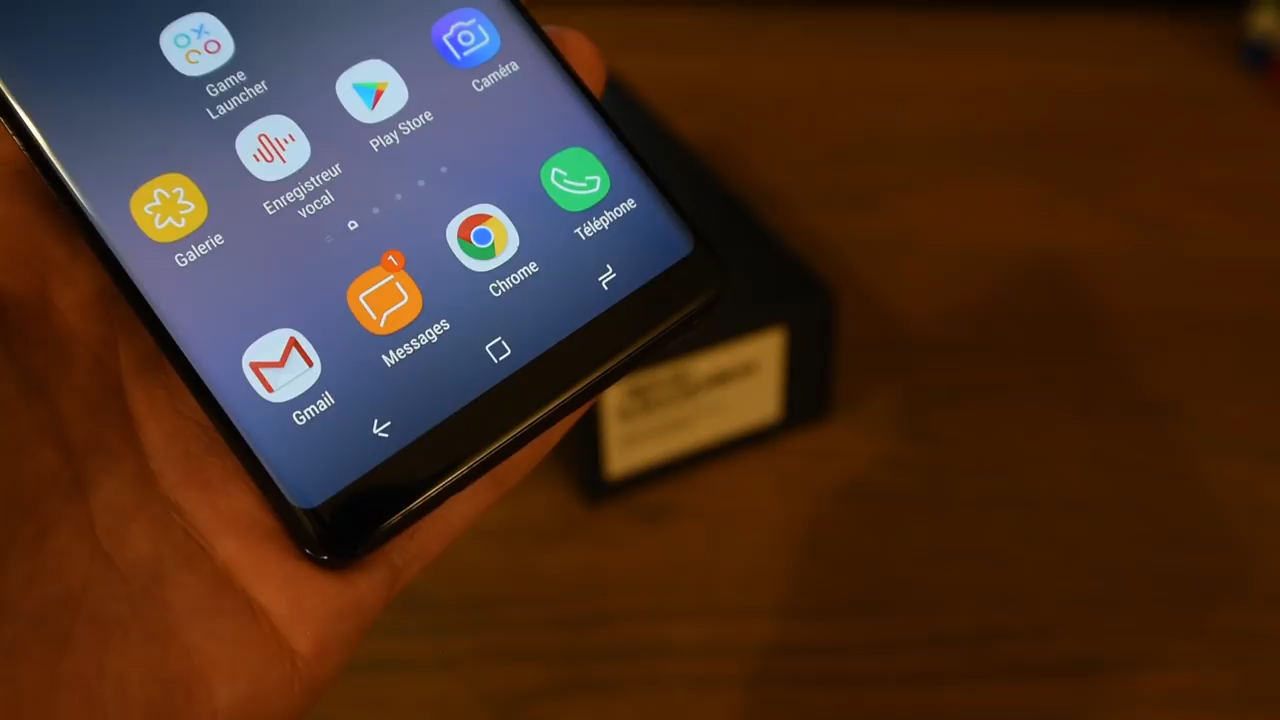 Game
Launcher
Caméra
Play Store
Enregistreur
vocal
Galerie
Téléphone
Chrome
1
Messages
Gmail